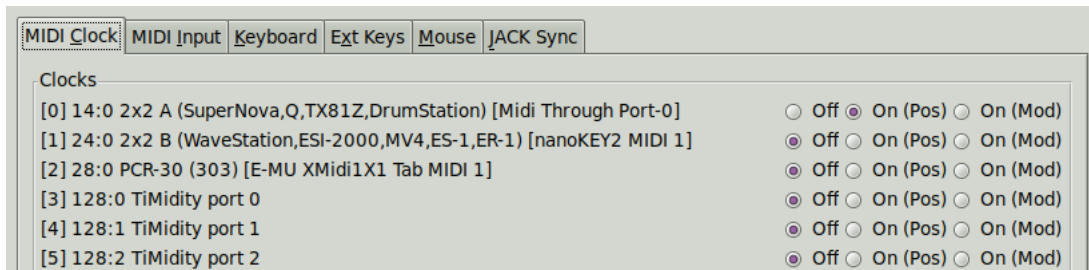 MIDI Clock MIDI Input Keyboard Ext Keys Mouse JACK Sync
Clocks
[0] 14:0 2x2 A (SuperNova,Q,TX81Z,DrumStation) [Midi Through Port-0] Off On (Pos) On (Mod)
[1] 24:0 2x2 B (WaveStation,ESI-2000,MV4,ES-1,ER-1) [nanoKEY2 MIDI 1] Off On (Pos) On (Mod)
[2] 28:0 PCR-30 (303) [E-MU XMidi1X1 Tab MIDI 1] Off On (Pos) On (Mod)
[3] 128:0 TiMidity port 0 Off On (Pos) On (Mod)
[4] 128:1 TiMidity port 1 Off On (Pos) On (Mod)
[5] 128:2 TiMidity port 2 Off On (Pos) On (Mod)